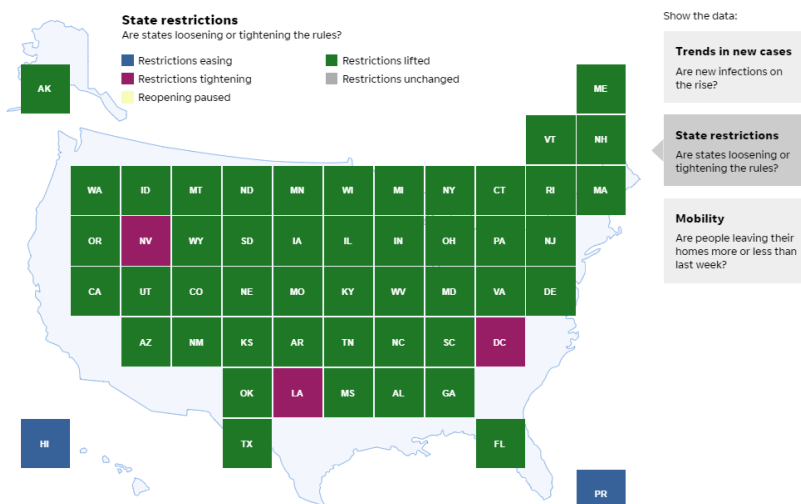 State restrictions
Are states loosening or tightening the rules?
Restrictions easing
Restrictions lifted
Restrictions tightening
Restrictions unchanged
Reopening paused
Show the data:
Trends in new cases
Are new infections on
the rise?
State restrictions
Are states loosening or
tightening the rules?
Mobility
Are people leaving their
homes more or less than
last week?
AK
ME
VT NH
WA ID MT ND MN WI MI NY CT RI MA
OR NV WY SD IA IL IN OH PA NJ
CA UT CO NE MO KY WV MD VA DE
AZ NM KS AR TN NC SC DC
OK LA MS AL GA
HI TX FL
PR